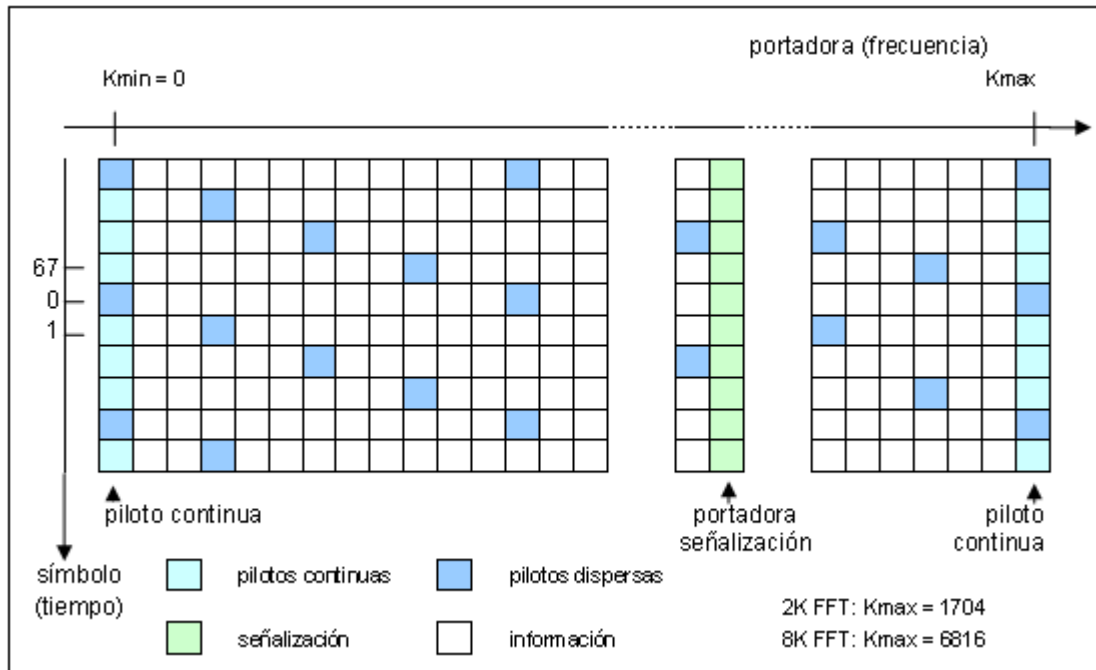 portadora (frecuencia)
Kmin = 0
Kmax
67
0
1
piloto continua
portadora
señalización
piloto
continua
símbolo
(tiempo)
pilotos continuas
pilotos dispersas
señalización
información
2K FFT: Kmax = 1704
8K FFT: Kmax = 6816